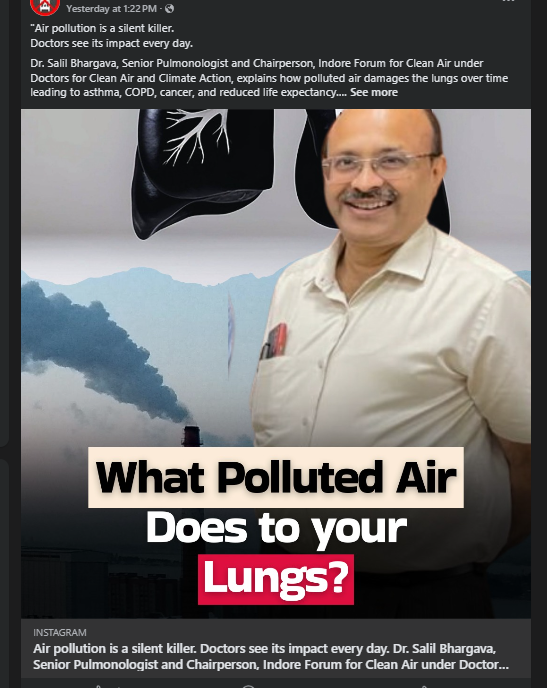 Yesterday at 1:22 PM ·
"Air pollution is a silent killer.
Doctors see its impact every day.
Dr. Salil Bhargava, Senior Pulmonologist and Chairperson, Indore Forum for Clean Air under
Doctors for Clean Air and Climate Action, explains how polluted air damages the lungs over time
leading to asthma, COPD, cancer, and reduced life expectancy.... See more
What Polluted Air
Does to your
Lungs?
INSTAGRAM
Air pollution is a silent killer. Doctors see its impact every day. Dr. Salil Bhargava,
Senior Pulmonologist and Chairperson, Indore Forum for Clean Air under Doctor...